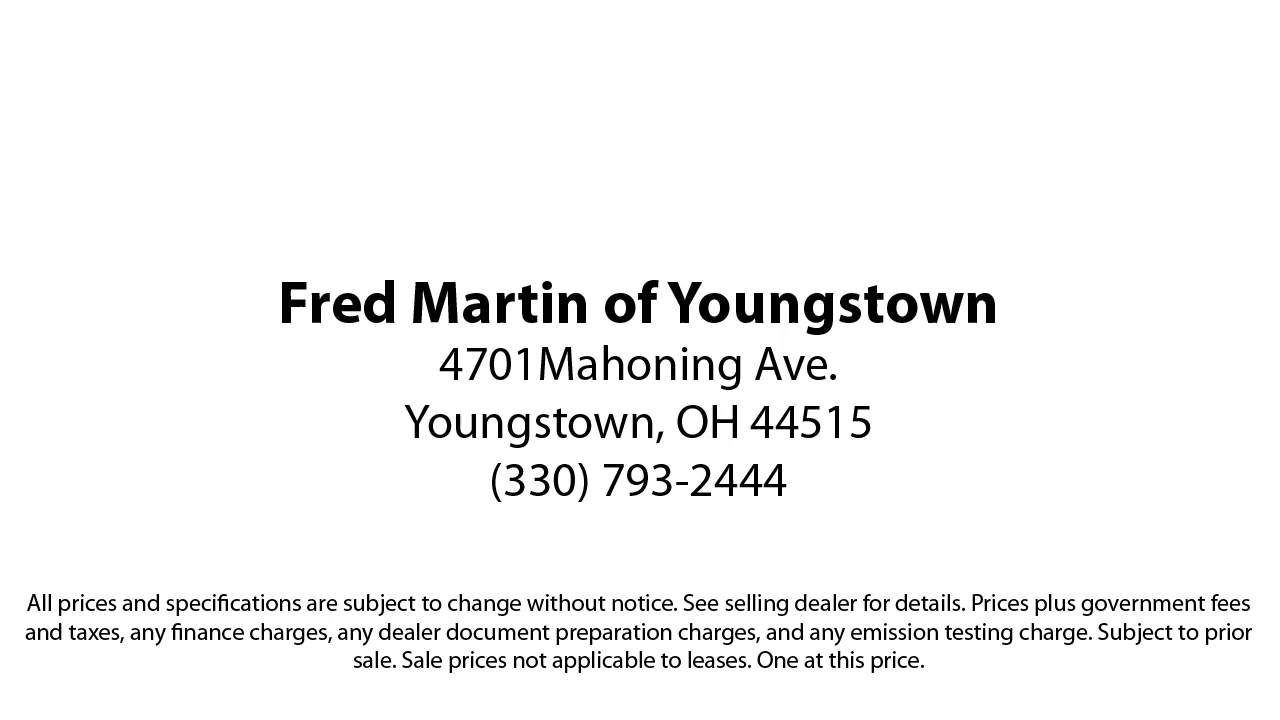 Fred Martin of Youngstown
4701Mahoning Ave.
Youngstown, OH 44515
(330) 793-2444
All prices and specifications are subject to change without notice. See selling dealer for details. Prices plus government fees
and taxes, any finance charges, any dealer document preparation charges, and any emission testing charge. Subject to prior
sale. Sale prices not applicable to leases. One at this price.